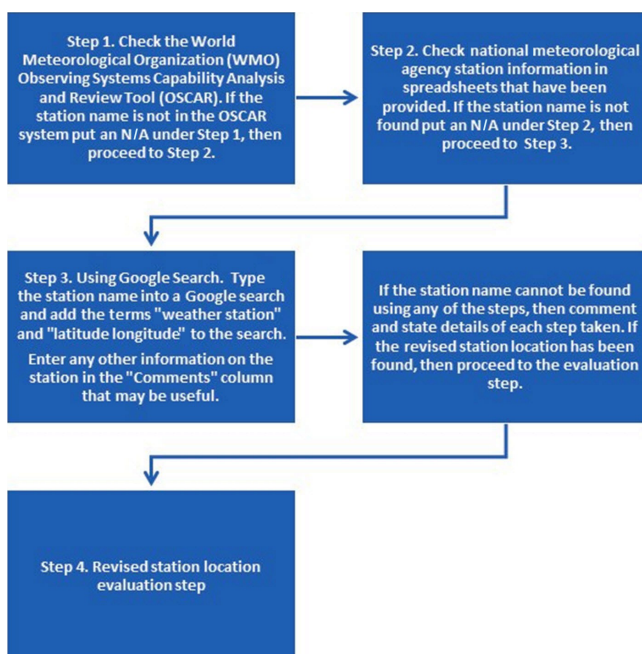 Step 1. Check the World
Meteorological Organization (WMO)
Observing Systems Capability Analysis
and Review Tool (OSCAR). If the
station name is not in the OSCAR
system put an N/A under Step 1, then
proceed to Step 2.
Step 2. Check national meteorological
agency station information in
spreadsheets that have been
provided. If the station name is not
found put an N/A under Step 2, then
proceed to Step 3.
Step 3. Using Google Search. Type
the station name into a Google search
and add the terms "weather station"
and "latitude longitude" to the search.
Enter any other information on the
station in the "Comments" column
that may be useful.
If the station name cannot be found
using any of the steps, then comment
and state details of each step taken. If
the revised station location has been
found, then proceed to the evaluation
step.
Step 4. Revised station location
evaluation step